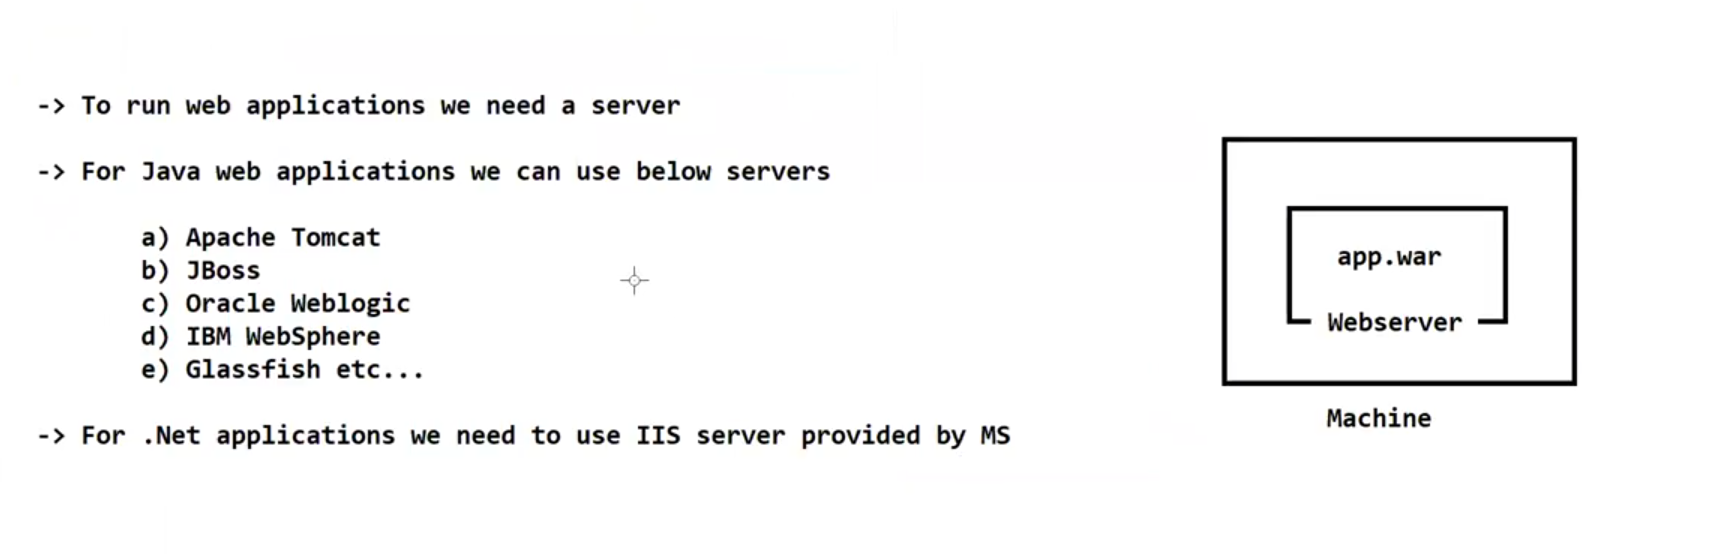 -> To run web applications we need a server
-> For Java web applications we can use below servers
a) Apache Tomcat
b) JBoss
c) Oracle Weblogic
d) IBM WebSphere
e) Glassfish etc...
-> For .Net applications we need to use IIS server provided by MS
app.war
Webserver
Machine